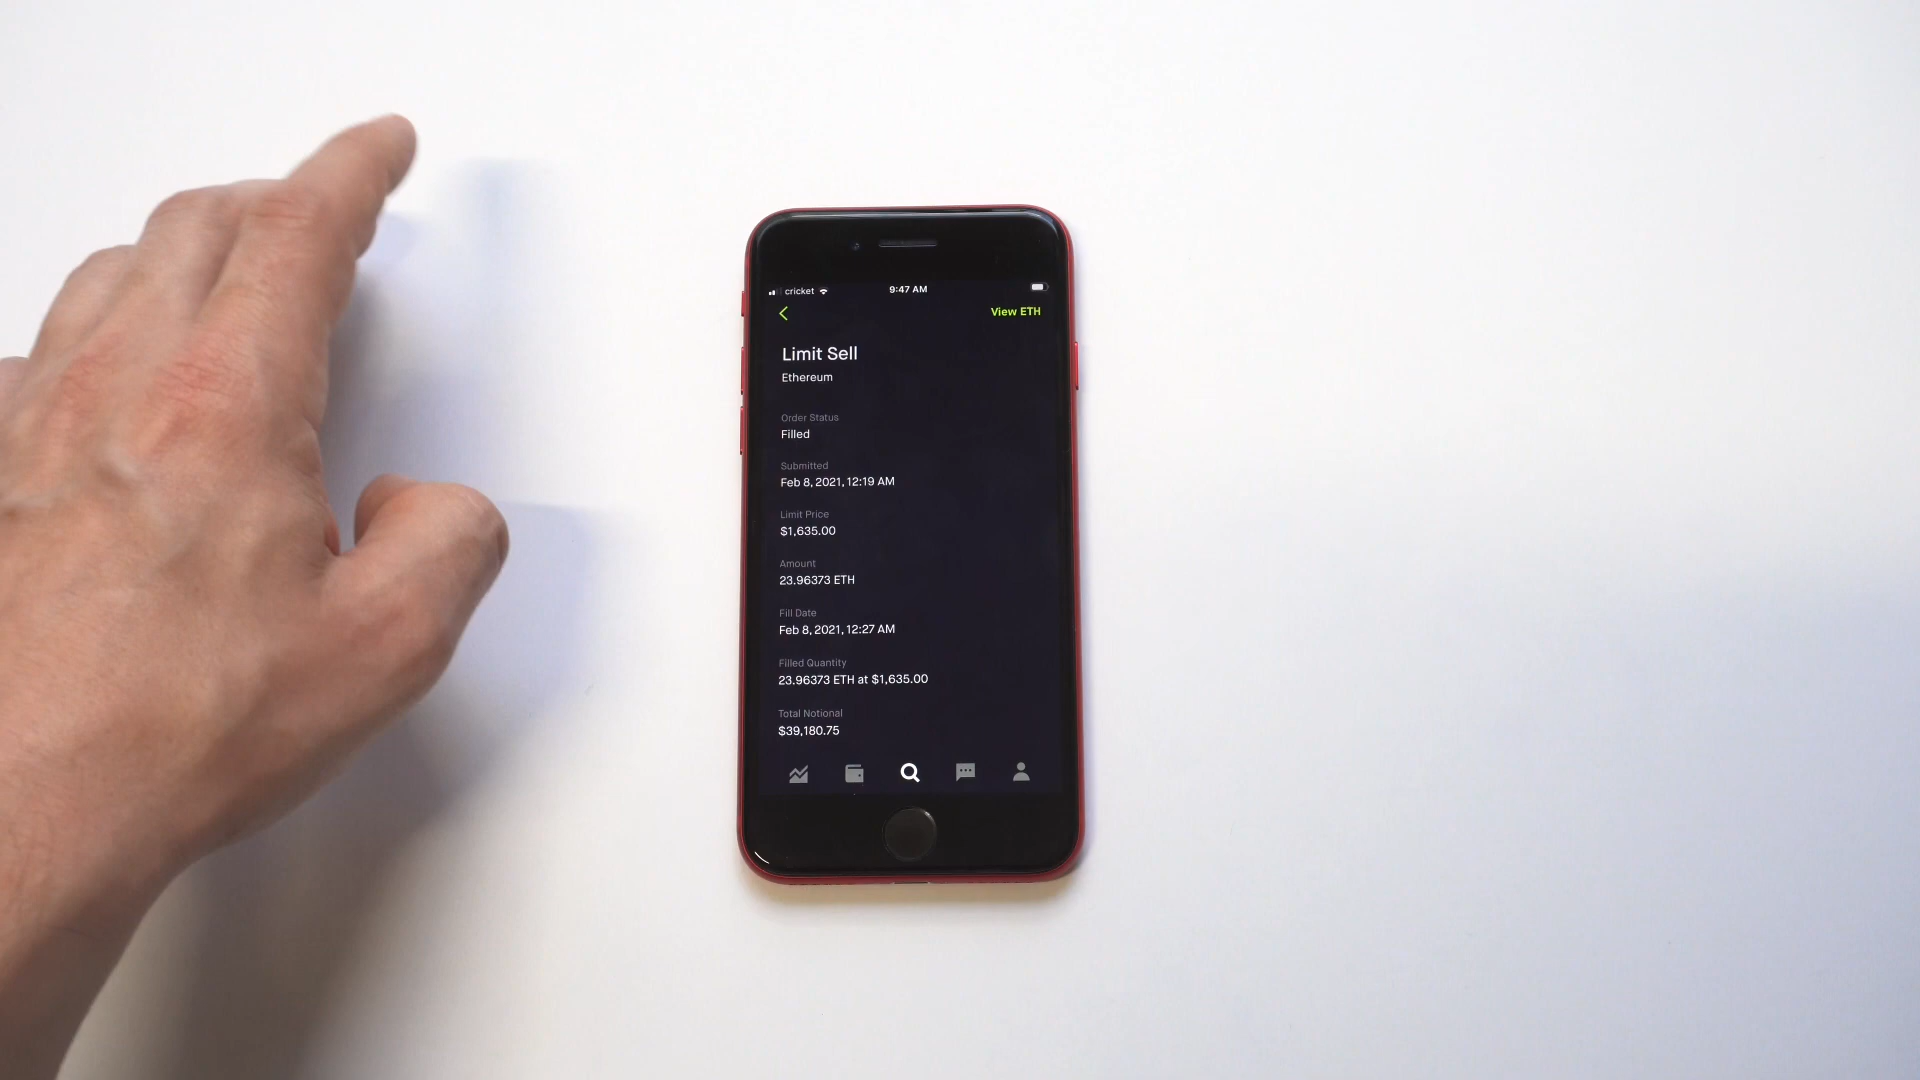 cricket 9:47 AM
View ETH
Limit Sell
Ethereum
Order Status
Filled
Submitted
Feb 8, 2021, 12:19 AM
Limit Price
$1,635.00
Amount
23.96373 ETH
Fill Date
Feb 8, 2021, 12:27 AM
Filled Quantity
23.96373 ETH at $1,635.00
Total Notional
$39,180.75